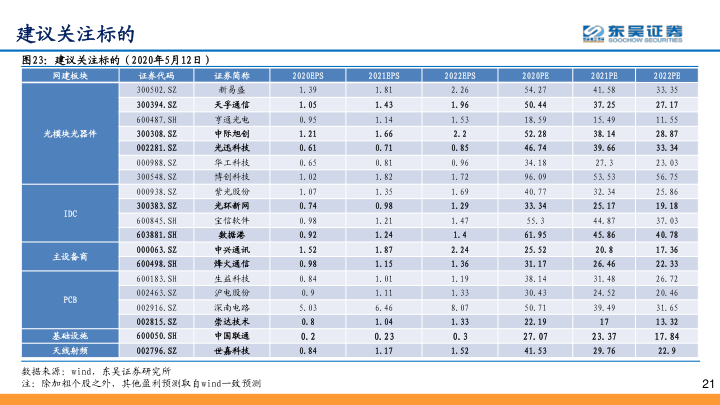 建议关注标的
东吴证券
SOOCHOW SECURITIES
图23：建议关注标的（2020年5月12日）
网建板块 证券代码 证券简称 2020EPS 2021EPS 2022EPS 2020PE 2021PE 2022PE
300502.SZ 新易盛 1.39 1.81 2.26 54.27 41.58 33.35
300394.SZ 天孚通信 1.05 1.43 1.96 50.44 37.25 27.17
600487.SH 亨通光电 0.95 1.14 1.53 18.59 15.49 11.55
光模块光器件 300308.SZ 中际旭创 1.21 1.66 2.2 52.28 38.14 28.87
002281.SZ 光迅科技 0.61 0.71 0.85 46.74 39.66 33.34
000988.SZ 华工科技 0.65 0.81 0.96 34.18 27.3 23.03
300548.SZ 博创科技 1.02 1.82 1.72 96.09 53.53 56.75
000938.SZ 紫光股份 1.07 1.35 1.69 40.77 32.34 25.86
IDC 300383.SZ 光环新网 0.74 0.98 1.29 33.34 25.17 19.18
600845.SH 宝信软件 0.98 1.21 1.47 55.3 44.87 37.03
603881.SH 数据港 0.92 1.24 1.4 61.95 45.86 40.78
主设备商 000063.SZ 中兴通讯 1.52 1.87 2.24 25.52 20.8 17.36
600498.SH 烽火通信 0.98 1.15 1.36 31.17 26.46 22.33
600183.SH 生益科技 0.84 1.01 1.19 38.14 31.48 26.72
PCB 002463.SZ 沪电股份 0.9 1.11 1.33 30.43 24.52 20.46
002916.SZ 深南电路 5.03 6.46 8.07 50.71 39.49 31.65
002815.SZ 崇达技术 0.8 1.04 1.33 22.19 17 13.32
基础设施 600050.SH 中国联通 0.2 0.23 0.3 27.07 23.37 17.84
天线射频 002796.SZ 世嘉科技 0.84 1.17 1.52 41.53 29.76 22.9
数据来源：wind，东吴证券研究所
注：除加粗个股之外，其他盈利预测取自wind一致预测
21